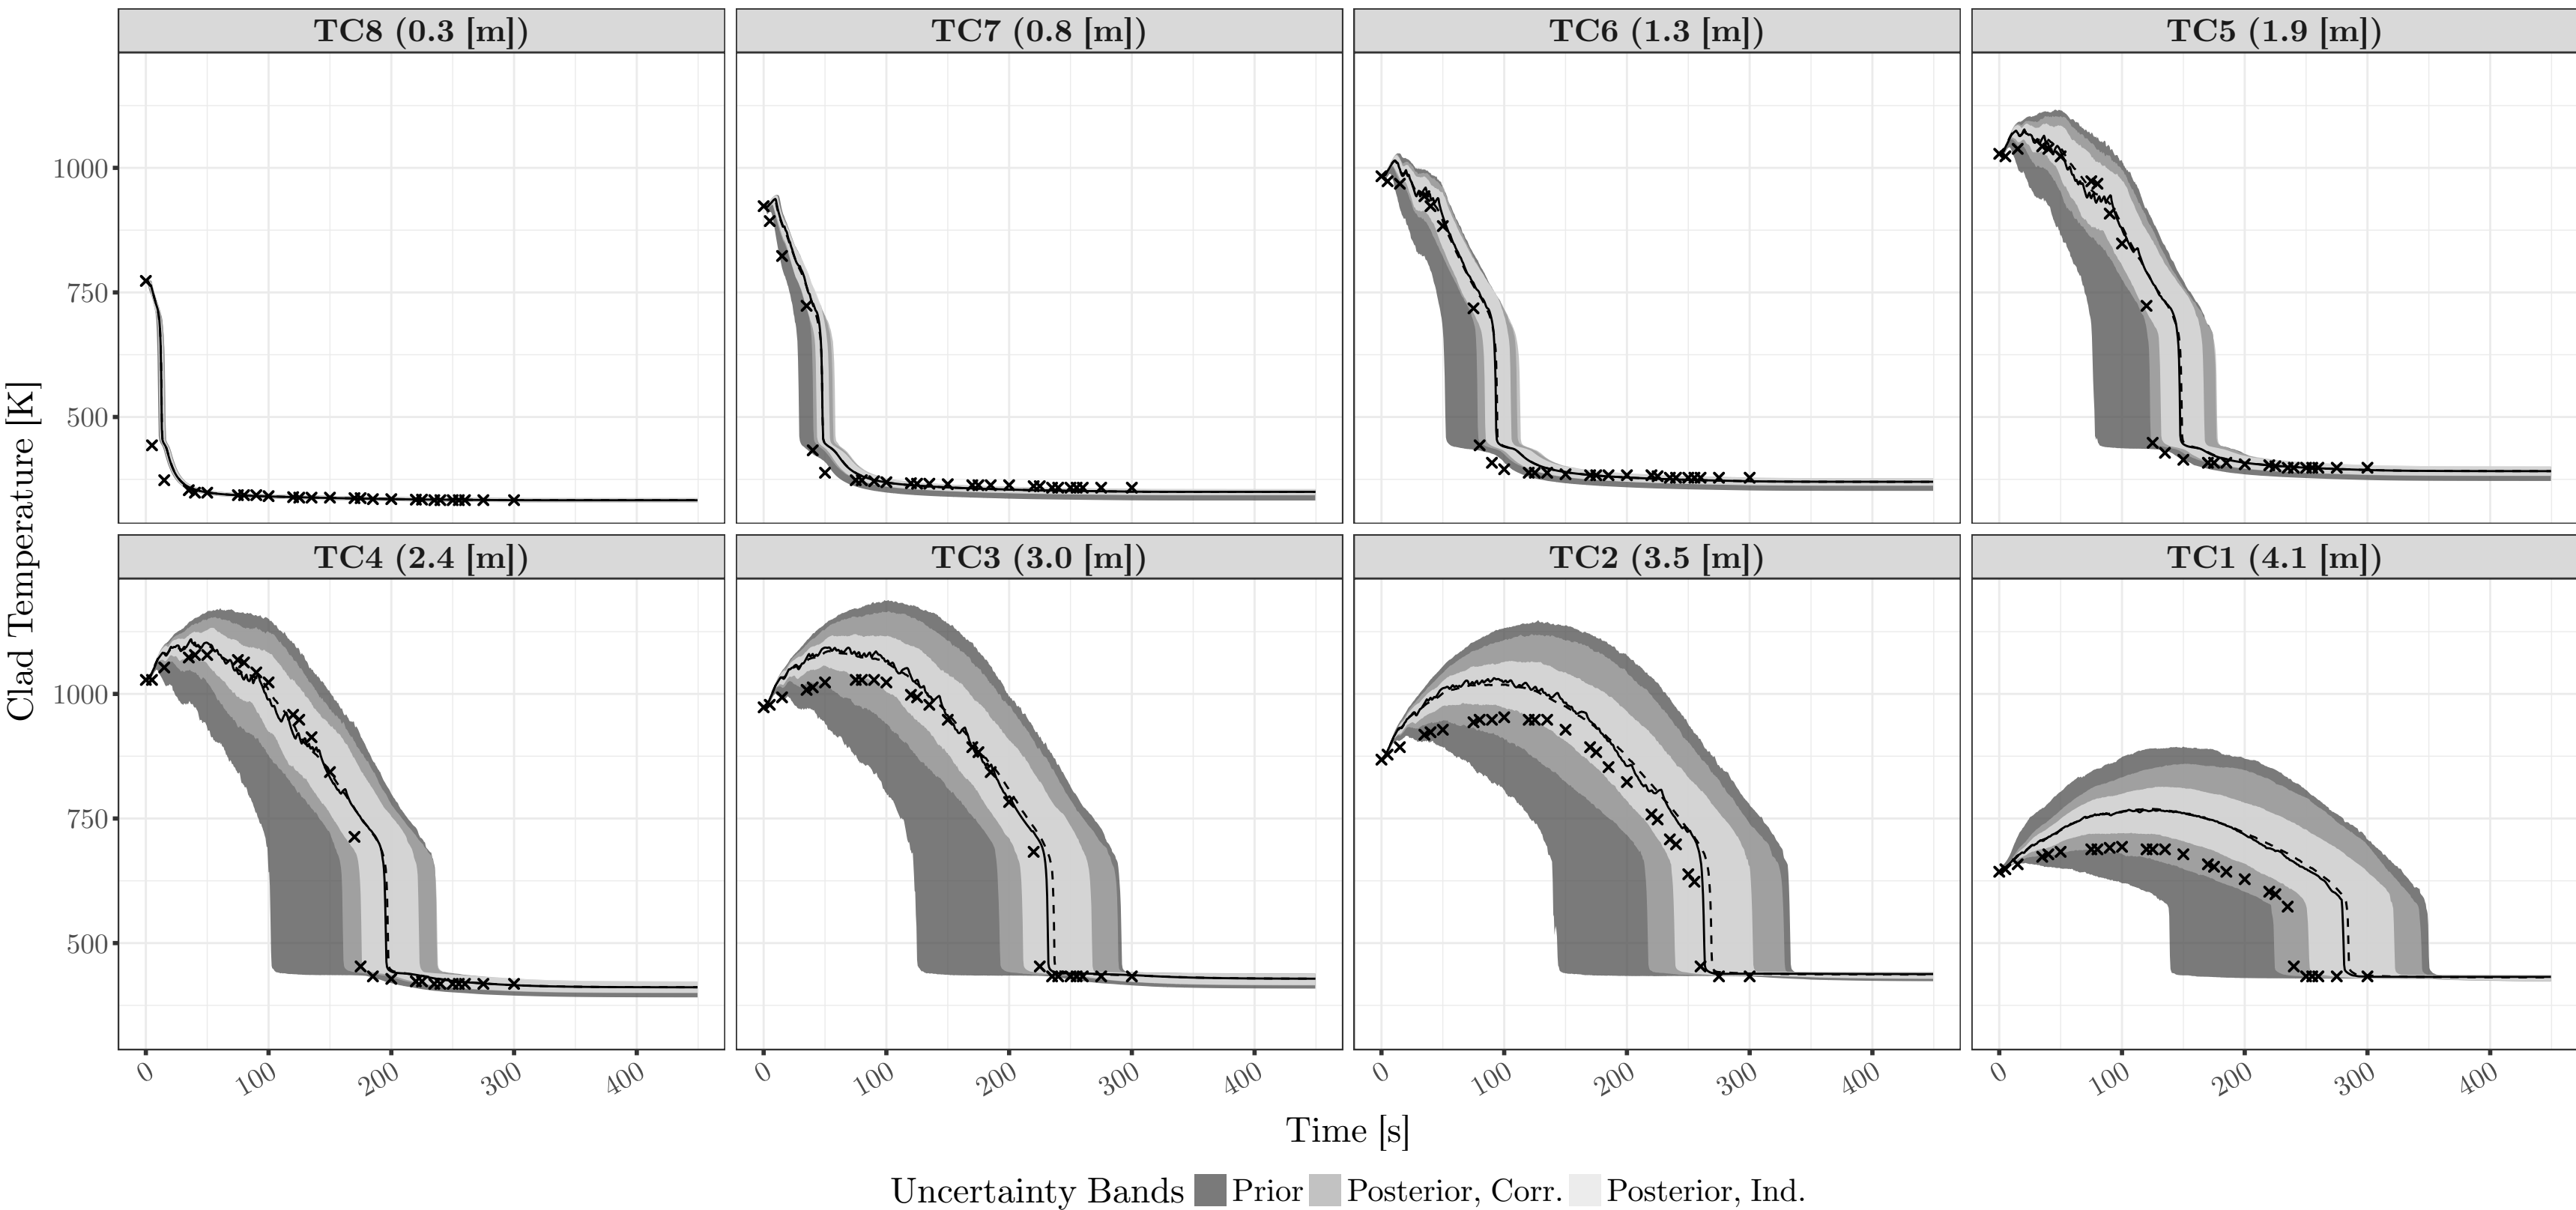 TC8 (0.3 [m])
TC7 (0.8 [m])
TC6 (1.3 [m])
TC5 (1.9 [m])
1000
750
500
TC4 (2.4 [m])
TC3 (3.0 [m])
TC2 (3.5 [m])
TC1 (4.1 [m])
1000
750
500
Clad Temperature [K]
0 100 200 300 400
0 100 200 300 400
0 100 200 300 400
0 100 200 300 400
Time [s]
Uncertainty Bands Prior Posterior, Corr. Posterior, Ind.